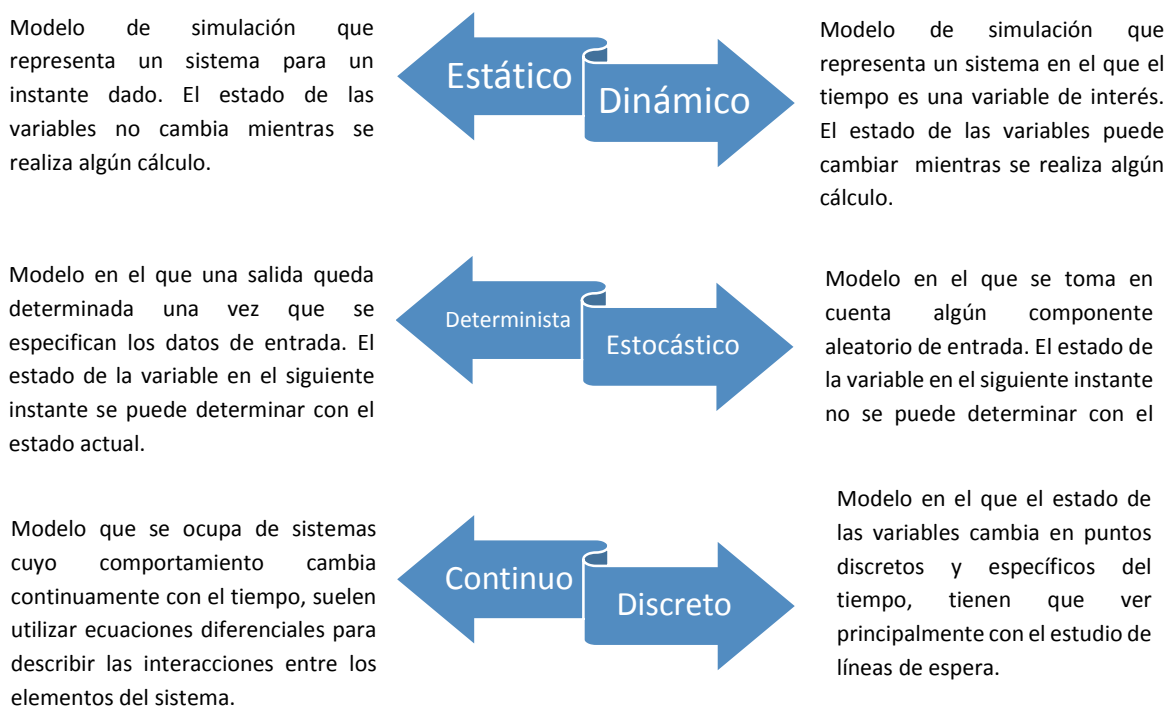 Modelo de simulación que
representa un sistema para un
instante dado. El estado de las
variables no cambia mientras se
realiza algún cálculo.
Estático
Dinámico
Modelo de simulación que
representa un sistema en el que el
tiempo es una variable de interés.
El estado de las variables puede
cambiar mientras se realiza algún
cálculo.
Modelo en el que una salida queda
determinada una vez que se
especifican los datos de entrada. El
estado de la variable en el siguiente
instante se puede determinar con el
estado actual.
Determinista
Estocástico
Modelo en el que se toma en
cuenta algún componente
aleatorio de entrada. El estado de
la variable en el siguiente instante
no se puede determinar con el
Modelo que se ocupa de sistemas
cuyo comportamiento cambia
continuamente con el tiempo, suelen
utilizar ecuaciones diferenciales para
describir las interacciones entre los
elementos del sistema.
Continuo
Discreto
Modelo en el que el estado de
las variables cambia en puntos
discretos y específicos del
tiempo, tienen que ver
principalmente con el estudio de
líneas de espera.